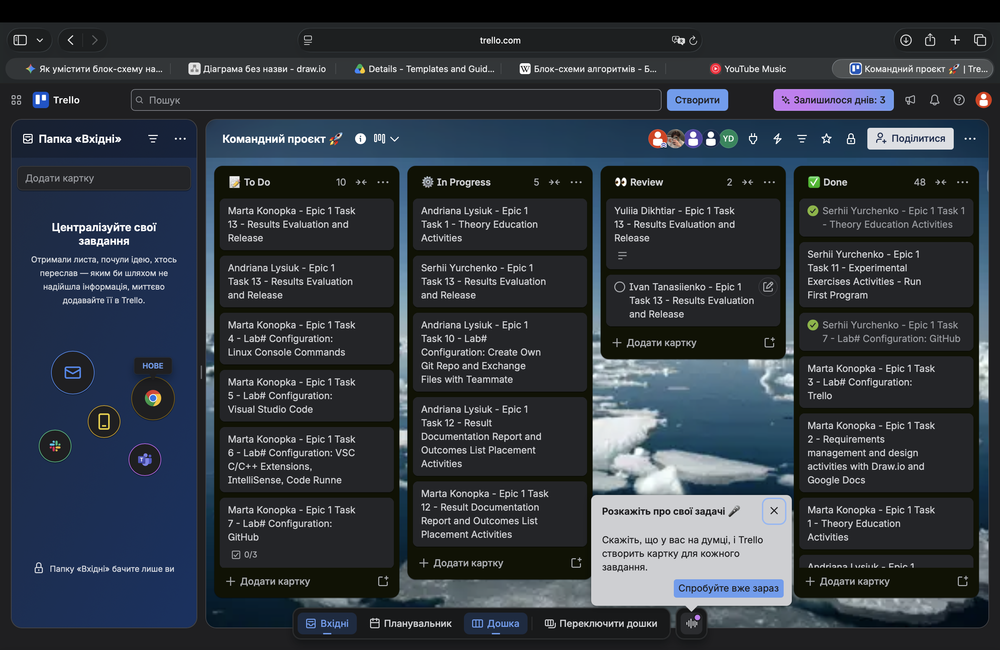 trello.com
Як умістити блок-схему на...
Діаграма без назви - draw.io
Details - Templates and Guid...
W Блок-схеми алгоритмів - Б...
YouTube Music
Командний проєкт 🚀 | Tre...
Trello
Пошук
Створити
Залишилося днів: 3
Папка «Вхідні»
Додати картку
Централізуйте свої
завдання
Отримали листа, почули ідею, хтось
переслав — яким би шляхом не
надійшла інформація, миттєво
додавайте її в Trello.
НОВЕ
Папку «Вхідні» бачите лише ви
Командний проєкт 🚀
YD
Поділитися
📝 To Do 10
Marta Konopka - Epic 1 Task
13 - Results Evaluation and
Release
Andriana Lysiuk - Epic 1
Task 13 - Results Evaluation
and Release
Marta Konopka - Epic 1 Task
4 - Lab# Configuration:
Linux Console Commands
Marta Konopka - Epic 1 Task
5 - Lab# Configuration:
Visual Studio Code
Marta Konopka - Epic 1 Task
6 - Lab# Configuration: VSC
C/C++ Extensions,
IntelliSense, Code Runne
Marta Konopka - Epic 1 Task
7 - Lab# Configuration:
GitHub
0/3
Додати картку
⚙️ In Progress 5
Andriana Lysiuk - Epic 1
Task 1 - Theory Education
Activities
Serhii Yurchenko - Epic 1
Task 13 - Results Evaluation
and Release
Andriana Lysiuk - Epic 1
Task 10 - Lab#
Configuration: Create Own
Git Repo and Exchange
Files with Teammate
Andriana Lysiuk - Epic 1
Task 12 - Result
Documentation Report and
Outcomes List Placement
Activities
Marta Konopka - Epic 1 Task
12 - Result Documentation
Report and Outcomes List
Placement Activities
Додати картку
👀 Review 2
Yuliia Dikhtiar - Epic 1 Task
13 - Results Evaluation and
Release
Ivan Tanasiienko - Epic 1
Task 13 - Results Evaluation
and Release
Додати картку
✅ Done 48
Serhii Yurchenko - Epic 1 Task 1
- Theory Education Activities
Serhii Yurchenko - Epic 1
Task 11 - Experimental
Exercises Activities - Run
First Program
Serhii Yurchenko - Epic 1 Task
7 - Lab# Configuration: GitHub
Marta Konopka - Epic 1 Task
3 - Lab# Configuration:
Trello
Marta Konopka - Epic 1 Task
2 - Requirements
management and design
activities with Draw.io and
Google Docs
Marta Konopka - Epic 1 Task
1 - Theory Education
Activities
Andriana Lysiuk - Epic 1
Додати картку
Розкажіть про свої задачі 🎤
Скажіть, що у вас на думці, і Trello
створить картку для кожного
завдання.
Спробуйте вже зараз
Вхідні
Планувальник
Дошка
Переключити дошки